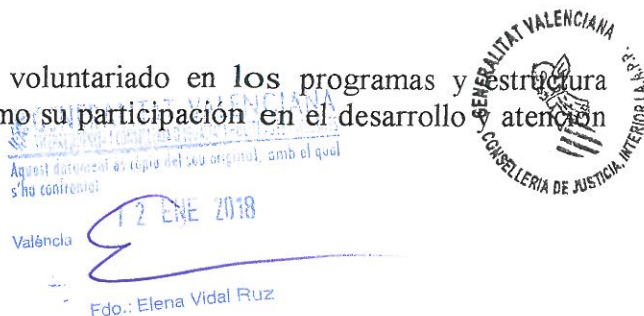 voluntariado en los programas y estructura
mo su participación en el desarrollo y atención
GENERALITAT VALENCIANA
CONSELLERIA DE JUSTICIA, INTERIOR I A.P.
GENERALITAT VALENCIANA
Aquest document es còpia del seu original, amb el qual
s'ha confrontat
12 ENE 2018
València
Fdo.: Elena Vidal Ruz